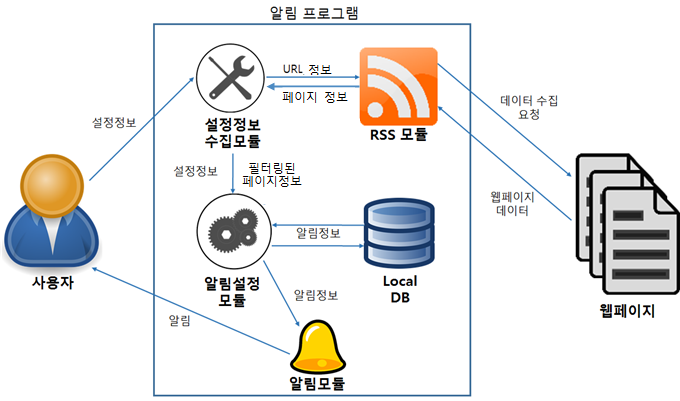 알림 프로그램
URL 정보
페이지 정보
설정정보
수집모듈
RSS 모듈
데이터 수집
요청
설정정보
설정정보
필터링된
페이지정보
웹페이지
데이터
알림정보
사용자
알림설정
모듈
Local
DB
웹페이지
알림정보
알림
알림모듈